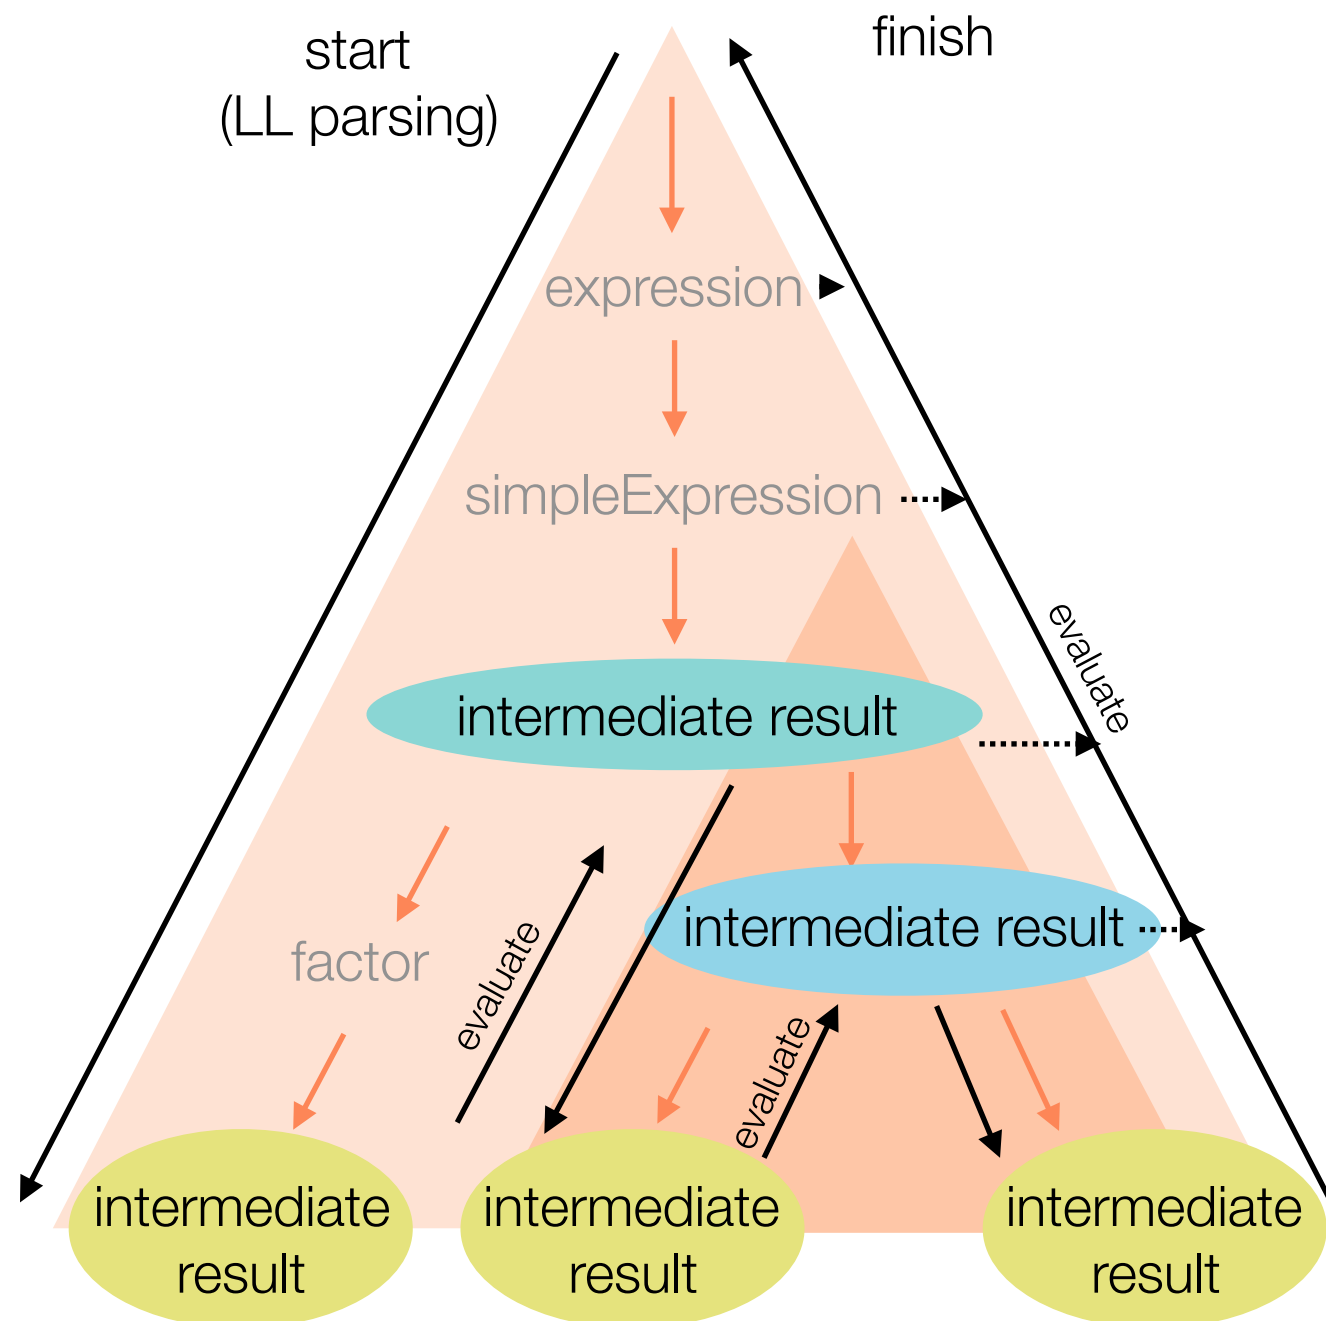 start
(LL parsing)
finish
expression
simpleExpression
evaluate
intermediate result
intermediate result
factor
evaluate
evaluate
intermediate
result
intermediate
result
intermediate
result